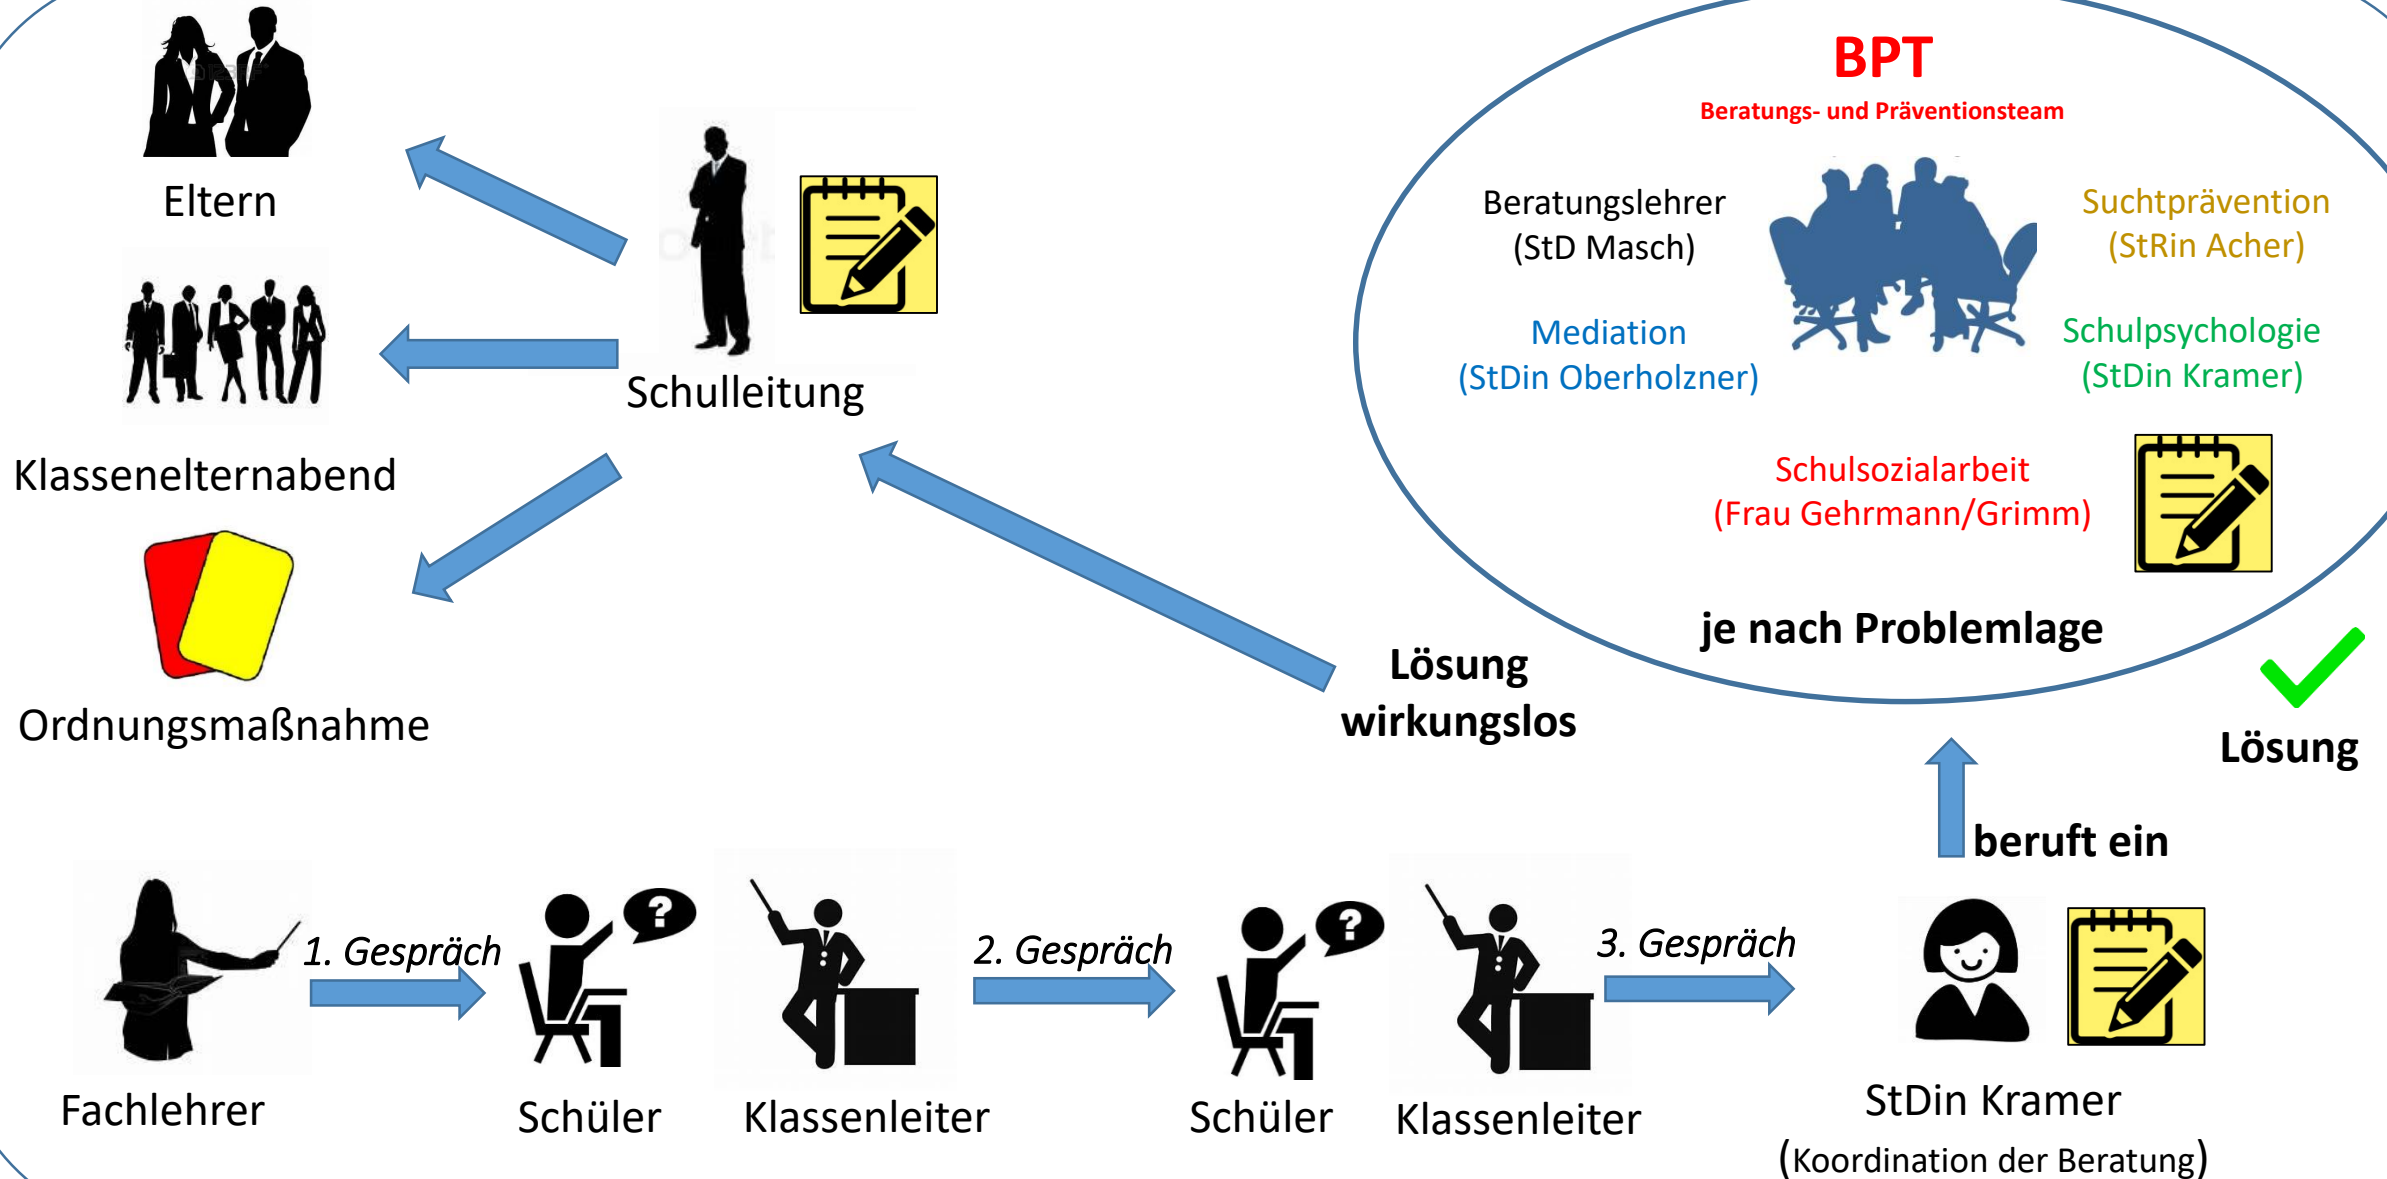 BPT
Beratungs- und Präventionsteam
Beratungslehrer
(StD Masch)
Suchtprävention
(StRin Acher)
Mediation
(StDin Oberholzner)
Schulpsychologie
(StDin Kramer)
Schulsozialarbeit
(Frau Gehrmann/Grimm)
je nach Problemlage
Eltern
Schulleitung
Klassenelternabend
Ordnungsmaßnahme
Lösung
wirkungslos
Lösung
beruft ein
1. Gespräch
?
2. Gespräch
?
3. Gespräch
Fachlehrer
Schüler
Klassenleiter
Schüler
Klassenleiter
StDin Kramer
(Koordination der Beratung)